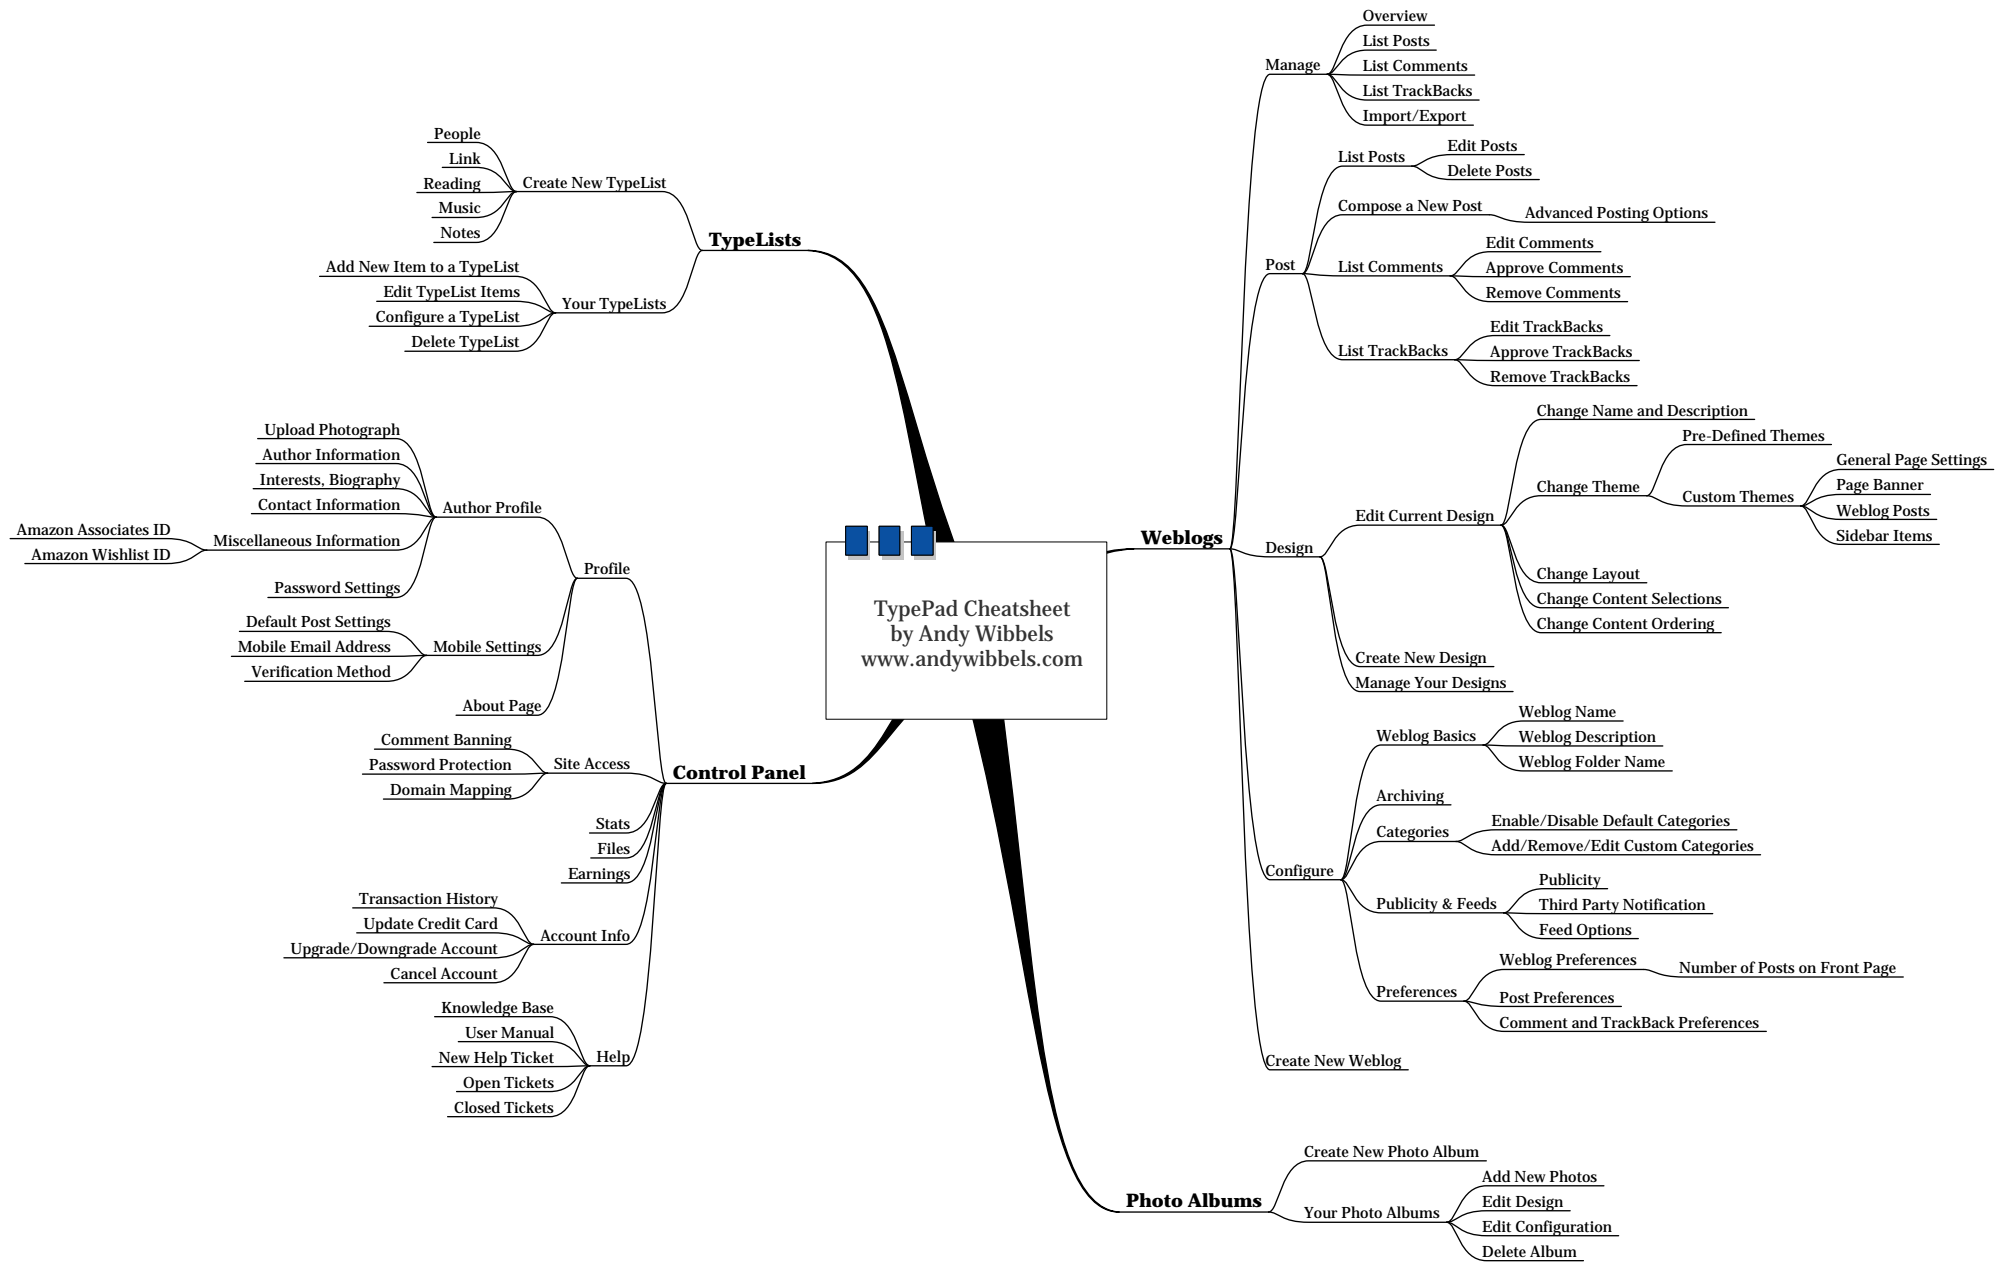 TypePad Cheatsheet
by Andy Wibbels
www.andywibbels.com
Weblogs
Manage
Overview
List Posts
List Comments
List TrackBacks
Import/Export
Post
List Posts
Edit Posts
Delete Posts
Compose a New Post
Advanced Posting Options
List Comments
Edit Comments
Approve Comments
Remove Comments
List TrackBacks
Edit TrackBacks
Approve TrackBacks
Remove TrackBacks
Design
Edit Current Design
Change Name and Description
Change Theme
Pre-Defined Themes
Custom Themes
General Page Settings
Page Banner
Weblog Posts
Sidebar Items
Change Layout
Change Content Selections
Change Content Ordering
Create New Design
Manage Your Designs
Configure
Weblog Basics
Weblog Name
Weblog Description
Weblog Folder Name
Archiving
Categories
Enable/Disable Default Categories
Add/Remove/Edit Custom Categories
Publicity & Feeds
Publicity
Third Party Notification
Feed Options
Preferences
Weblog Preferences
Number of Posts on Front Page
Post Preferences
Comment and TrackBack Preferences
Create New Weblog
Photo Albums
Create New Photo Album
Your Photo Albums
Add New Photos
Edit Design
Edit Configuration
Delete Album
TypeLists
Create New TypeList
People
Link
Reading
Music
Notes
Your TypeLists
Add New Item to a TypeList
Edit TypeList Items
Configure a TypeList
Delete TypeList
Control Panel
Profile
Author Profile
Upload Photograph
Author Information
Interests, Biography
Contact Information
Miscellaneous Information
Amazon Associates ID
Amazon Wishlist ID
Password Settings
Mobile Settings
Default Post Settings
Mobile Email Address
Verification Method
About Page
Site Access
Comment Banning
Password Protection
Domain Mapping
Stats
Files
Earnings
Account Info
Transaction History
Update Credit Card
Upgrade/Downgrade Account
Cancel Account
Help
Knowledge Base
User Manual
New Help Ticket
Open Tickets
Closed Tickets